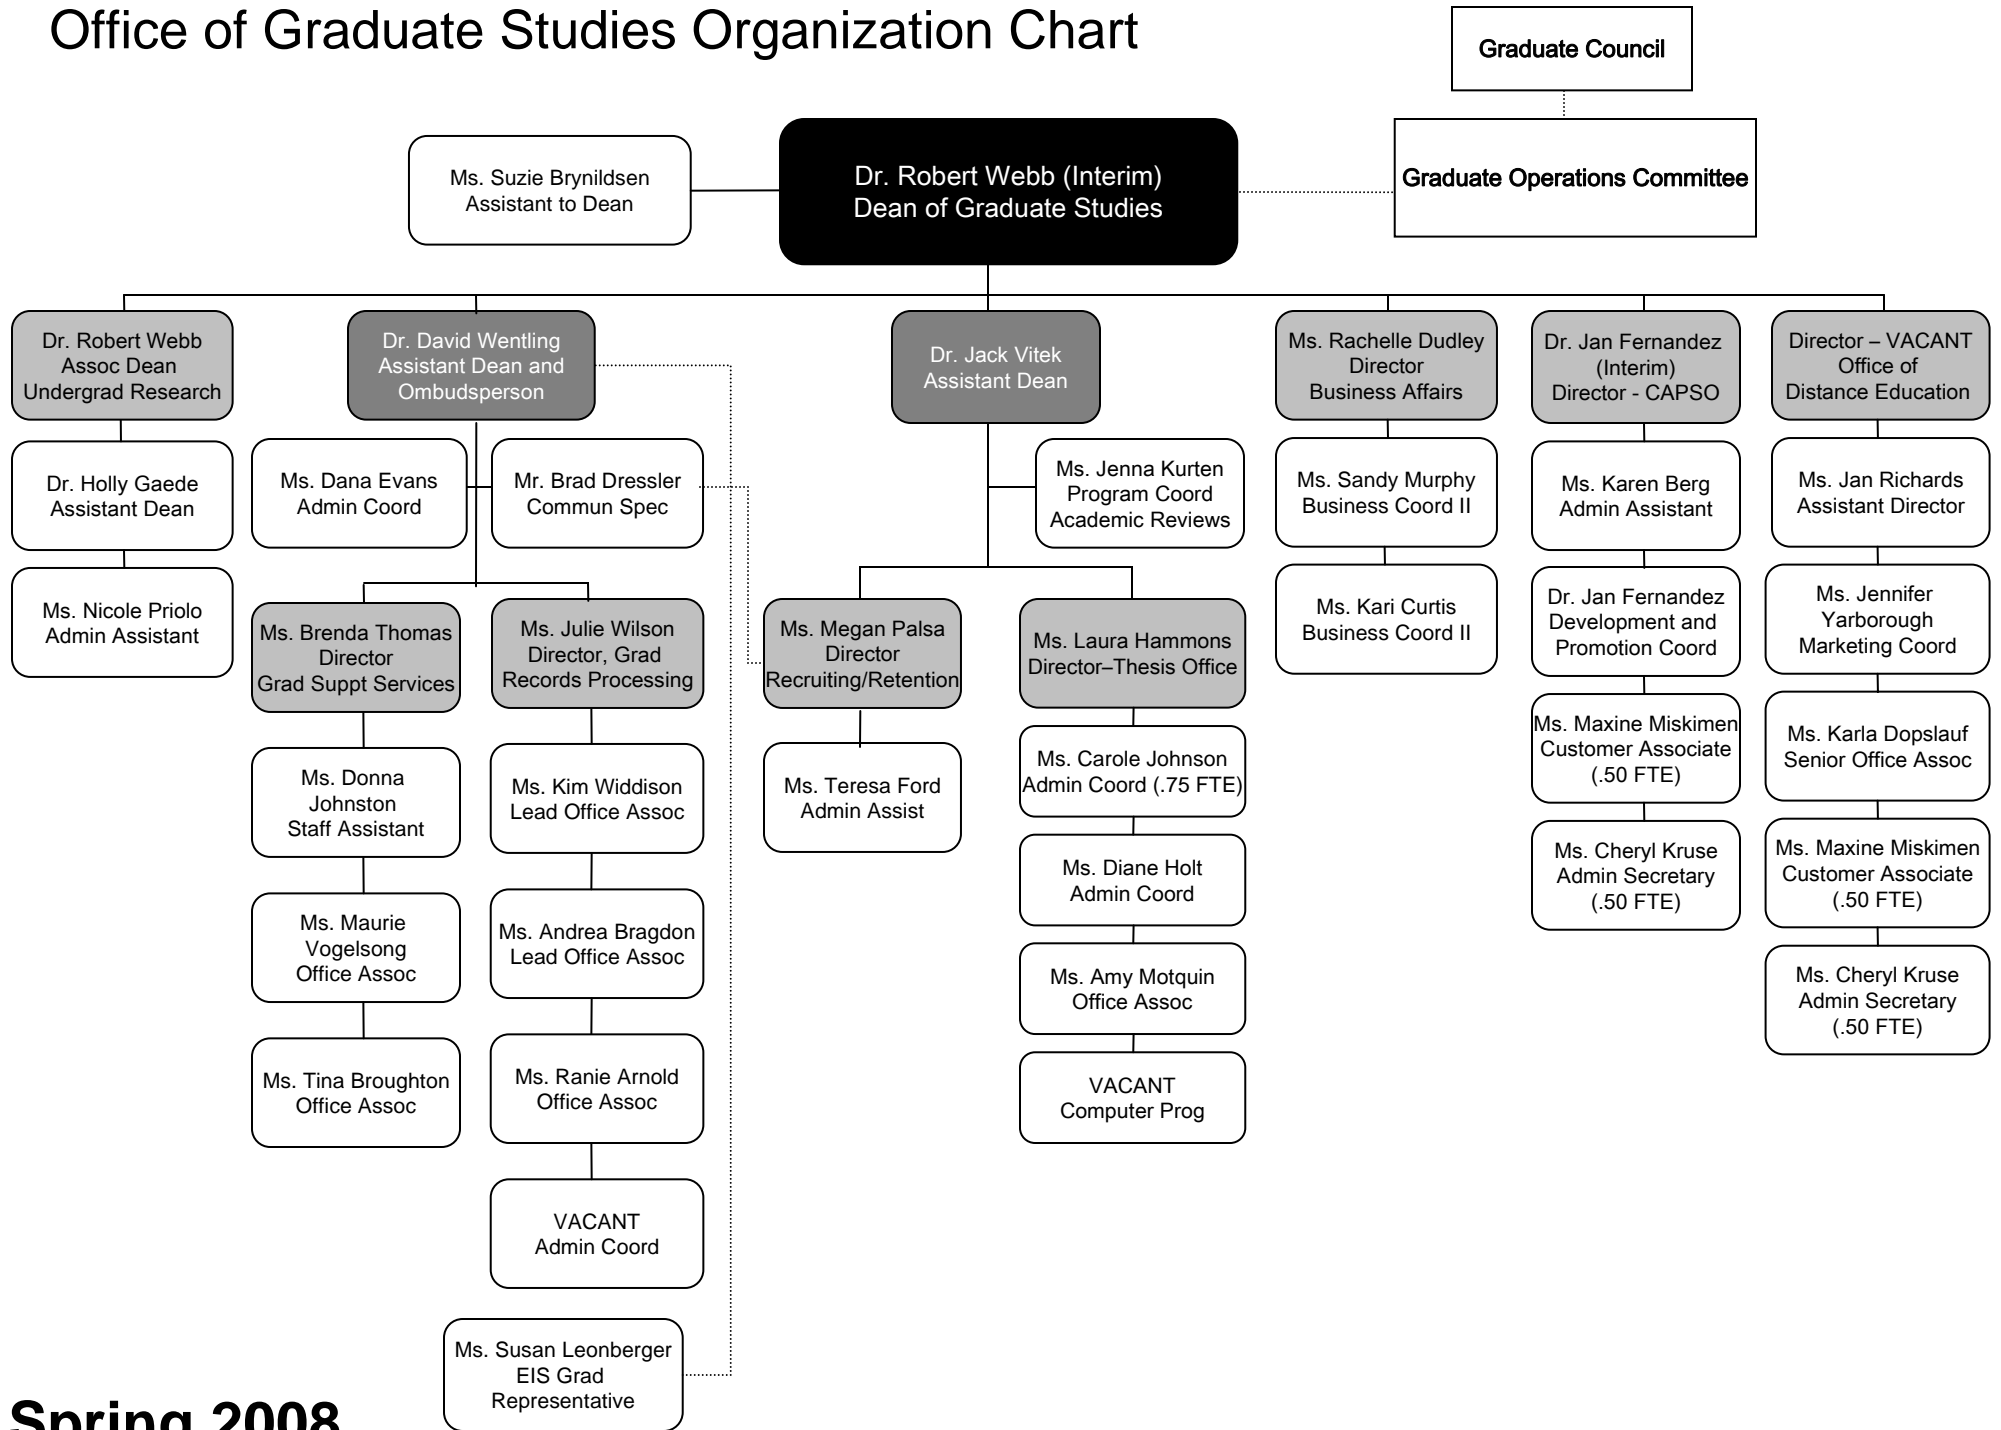 Office of Graduate Studies Organization Chart
Graduate Council
Graduate Operations Committee
Ms. Suzie Brynildsen
Assistant to Dean
Dr. Robert Webb (Interim)
Dean of Graduate Studies
Dr. Robert Webb
Assoc Dean
Undergrad Research
Dr. Holly Gaede
Assistant Dean
Ms. Nicole Priolo
Admin Assistant
Dr. David Wentling
Assistant Dean and
Ombudsperson
Ms. Dana Evans
Admin Coord
Mr. Brad Dressler
Commun Spec
Ms. Brenda Thomas
Director
Grad Suppt Services
Ms. Donna
Johnston
Staff Assistant
Ms. Maurie
Vogelsong
Office Assoc
Ms. Tina Broughton
Office Assoc
Ms. Julie Wilson
Director, Grad
Records Processing
Ms. Kim Widdison
Lead Office Assoc
Ms. Andrea Bragdon
Lead Office Assoc
Ms. Ranie Arnold
Office Assoc
VACANT
Admin Coord
Ms. Susan Leonberger
EIS Grad
Representative
Dr. Jack Vitek
Assistant Dean
Ms. Jenna Kurten
Program Coord
Academic Reviews
Ms. Megan Palsa
Director
Recruiting/Retention
Ms. Teresa Ford
Admin Assist
Ms. Laura Hammons
Director–Thesis Office
Ms. Carole Johnson
Admin Coord (.75 FTE)
Ms. Diane Holt
Admin Coord
Ms. Amy Motquin
Office Assoc
VACANT
Computer Prog
Ms. Rachelle Dudley
Director
Business Affairs
Ms. Sandy Murphy
Business Coord II
Ms. Kari Curtis
Business Coord II
Dr. Jan Fernandez
(Interim)
Director - CAPSO
Ms. Karen Berg
Admin Assistant
Dr. Jan Fernandez
Development and
Promotion Coord
Ms. Maxine Miskimen
Customer Associate
(.50 FTE)
Ms. Cheryl Kruse
Admin Secretary
(.50 FTE)
Director – VACANT
Office of
Distance Education
Ms. Jan Richards
Assistant Director
Ms. Jennifer
Yarborough
Marketing Coord
Ms. Karla Dopslauf
Senior Office Assoc
Ms. Maxine Miskimen
Customer Associate
(.50 FTE)
Ms. Cheryl Kruse
Admin Secretary
(.50 FTE)
Spring 2008